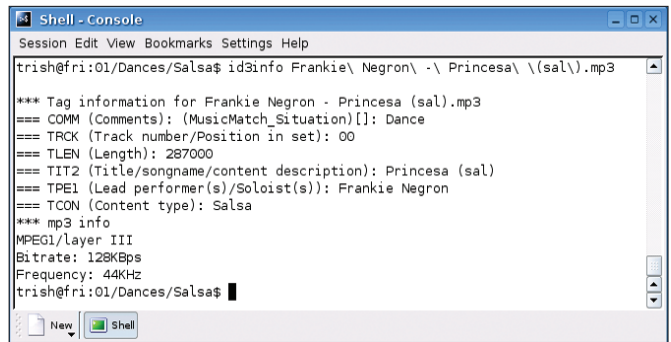 Shell - Console
Session Edit View Bookmarks Settings Help
trish@fri:01/Dances/Salsa$ id3info Frankie\ Negron\ -\ Princesa\ \(sal\).mp3
*** Tag information for Frankie Negron - Princesa (sal).mp3
=== COMM (Comments): (MusicMatch_Situation)[]: Dance
=== TRCK (Track number/Position in set): 00
=== TLEN (Length): 287000
=== TIT2 (Title/songname/content description): Princesa (sal)
=== TPE1 (Lead performer(s)/Soloist(s)): Frankie Negron
=== TCON (Content type): Salsa
*** mp3 info
MPEG1/layer III
Bitrate: 128KBps
Frequency: 44KHz
trish@fri:01/Dances/Salsa$
New Shell